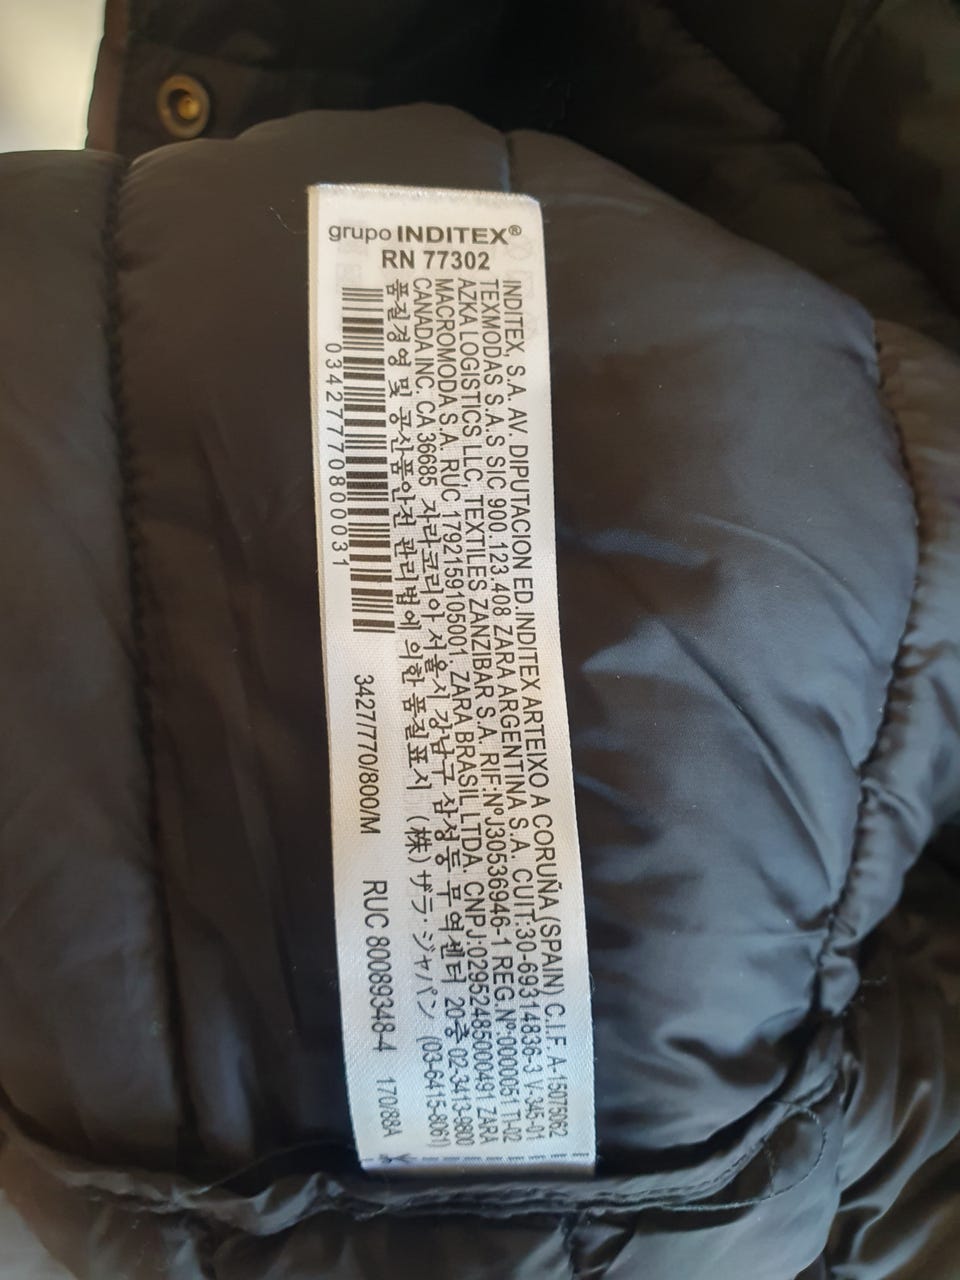 grupo INDITEX®
RN 77302
INDITEX, S.A. AV. DIPUTACION ED.INDITEX ARTEIXO A CORUÑA (SPAIN) C.I.F. A-15075062
TEXMODAS S.A.S SIC 900.123.408 ZARA ARGENTINA S.A. CUIT:30-69314836-3 V-345-01
AZKA LOGISTICS LLC, TEXTILES ZANZIBAR S.A. RIF:NºJ30536946-1 REG.Nº:0000051 TI-02
MACROMODA S.A. RUC 1792159105001. ZARA BRASIL LTDA. CNPJ:02952485000491 ZARA
CANADA INC. CA 36685 자라코리아 서울시 강남구 삼성동 무역센터 20층 02-3413-9800
품질경영 및 공산품안전 관리법에 의한 품질표시 (株) ザラ・ジャパン (03-6415-8061)
03427770800031
3427/770/800/M
RUC 80089348-4
170/88A